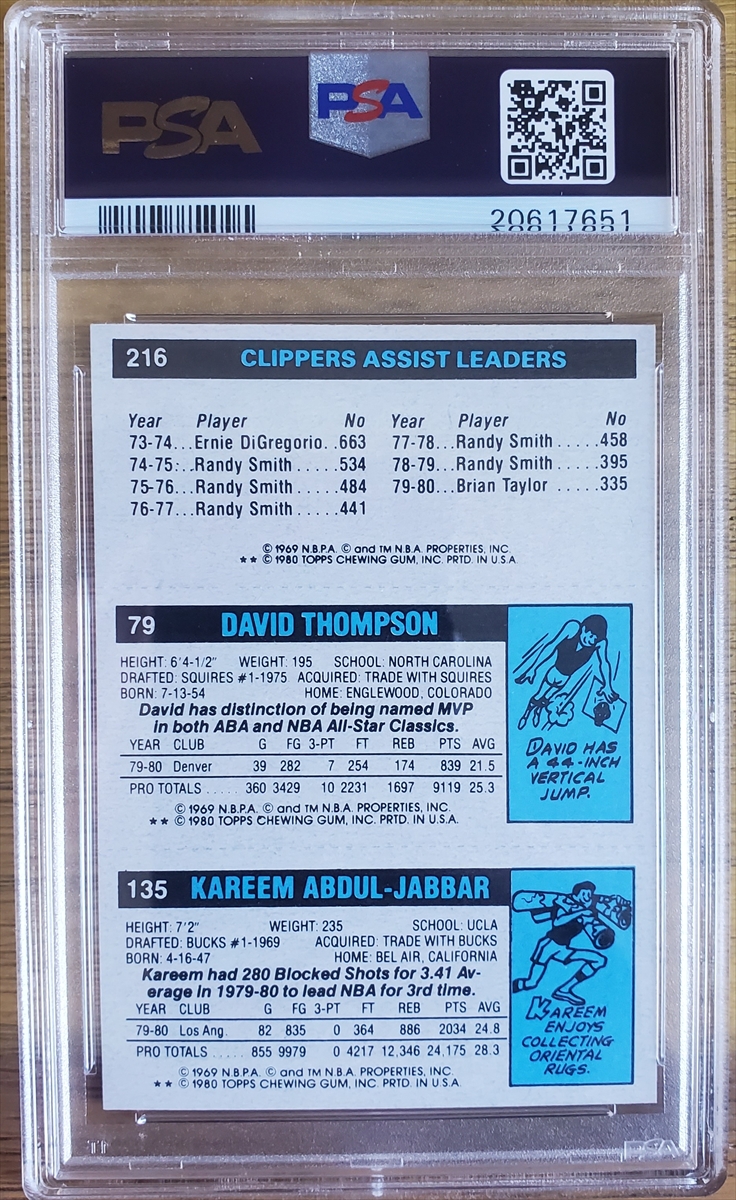 PSA PSA
20617651
216 CLIPPERS ASSIST LEADERS
Year Player No Year Player No
73-74...Ernie DiGregorio..663 77-78...Randy Smith.....458
74-75:..Randy Smith.....534 78-79...Randy Smith.....395
75-76...Randy Smith.....484 79-80...Brian Taylor.....335
76-77...Randy Smith.....441
© 1969 N.B.P.A. © and TM N.B.A. PROPERTIES, INC.
★★ © 1980 TOPPS CHEWING GUM, INC. PRTD. IN U.S.A.
79 DAVID THOMPSON
HEIGHT: 6'4-1/2" WEIGHT: 195 SCHOOL: NORTH CAROLINA
DRAFTED: SQUIRES #1-1975 ACQUIRED: TRADE WITH SQUIRES
BORN: 7-13-54 HOME: ENGLEWOOD, COLORADO
David has distinction of being named MVP
in both ABA and NBA All-Star Classics.
YEAR CLUB G FG 3-PT FT REB PTS AVG
79-80 Denver 39 282 7 254 174 839 21.5
PRO TOTALS..... 360 3429 10 2231 1697 9119 25.3
© 1969 N.B.P.A. © and TM N.B.A. PROPERTIES, INC.
★★ © 1980 TOPPS CHEWING GUM, INC. PRTD. IN U.S.A.
DAVID HAS
A 44-INCH
VERTICAL
JUMP.
135 KAREEM ABDUL-JABBAR
HEIGHT: 7'2" WEIGHT: 235 SCHOOL: UCLA
DRAFTED: BUCKS #1-1969 ACQUIRED: TRADE WITH BUCKS
BORN: 4-16-47 HOME: BEL AIR, CALIFORNIA
Kareem had 280 Blocked Shots for 3.41 Av-
erage in 1979-80 to lead NBA for 3rd time.
YEAR CLUB G FG 3-PT FT REB PTS AVG
79-80 Los Ang. 82 835 0 364 886 2034 24.8
PRO TOTALS..... 855 9979 0 4217 12,346 24,175 28.3
© 1969 N.B.P.A. © and TM N.B.A. PROPERTIES, INC.
★★ © 1980 TOPPS CHEWING GUM, INC. PRTD. IN U.S.A.
KAREEM
ENJOYS
COLLECTING
ORIENTAL
RUGS.
PSA